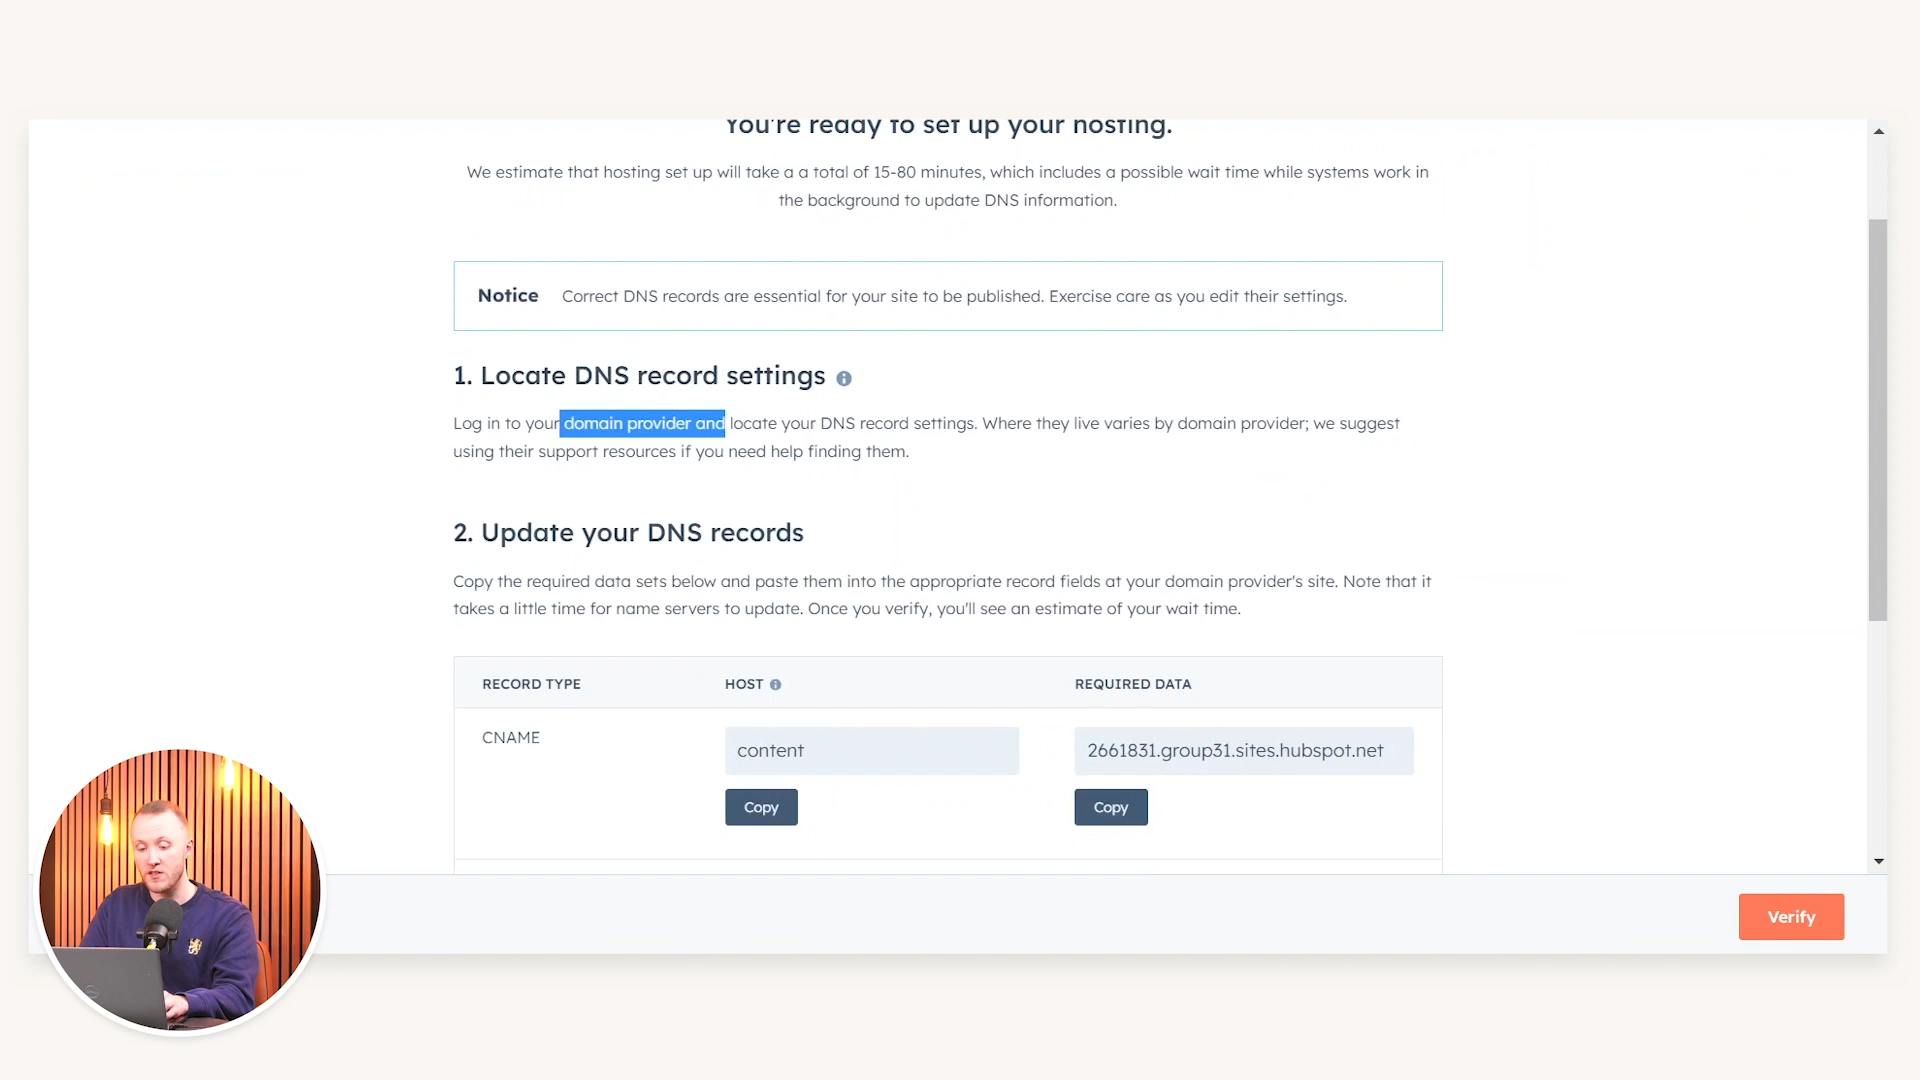 You're ready to set up your hosting.
We estimate that hosting set up will take a a total of 15-80 minutes, which includes a possible wait time while systems work in
the background to update DNS information.
Notice Correct DNS records are essential for your site to be published. Exercise care as you edit their settings.
1. Locate DNS record settings
Log in to your domain provider and locate your DNS record settings. Where they live varies by domain provider; we suggest
using their support resources if you need help finding them.
2. Update your DNS records
Copy the required data sets below and paste them into the appropriate record fields at your domain provider's site. Note that it
takes a little time for name servers to update. Once you verify, you'll see an estimate of your wait time.
RECORD TYPE HOST REQUIRED DATA
CNAME content 2661831.group31.sites.hubspot.net
Copy Copy
Verify